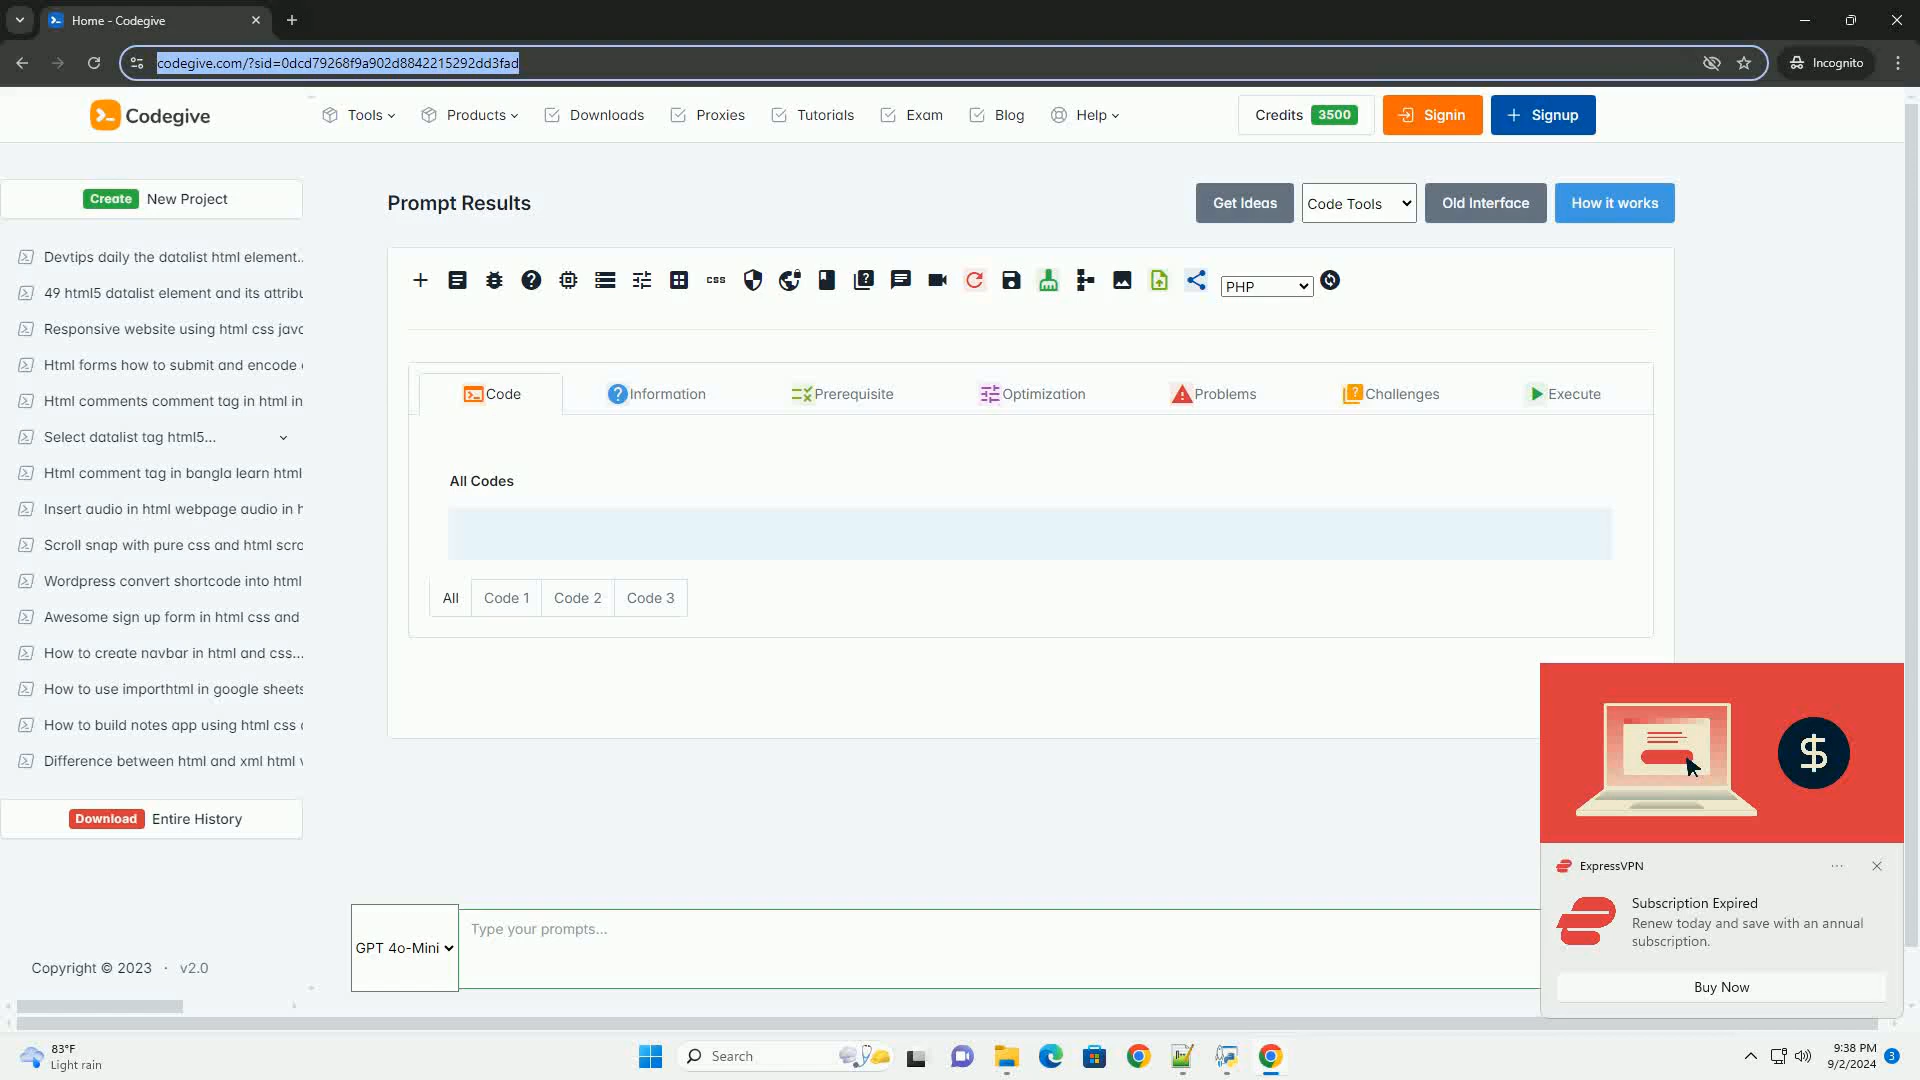 Home - Codegive
codegive.com/?sid=0dcd79268f9a902d8842215292dd3fad
Incognito
Codegive
Tools
Products
Downloads
Proxies
Tutorials
Exam
Blog
Help
Credits 3500
Signin
Signup
Create New Project
Devtips daily the datalist html element..
49 html5 datalist element and its attribu
Responsive website using html css java
Html forms how to submit and encode
Html comments comment tag in html in
Select datalist tag html5...
Html comment tag in bangla learn html
Insert audio in html webpage audio in h
Scroll snap with pure css and html scro
Wordpress convert shortcode into html
Awesome sign up form in html css and
How to create navbar in html and css...
How to use importhtml in google sheets
How to build notes app using html css
Difference between html and xml html v
Download Entire History
Copyright © 2023 · v2.0
Prompt Results
Get Ideas
Code Tools
Old Interface
How it works
css
PHP
Code
Information
Prerequisite
Optimization
Problems
Challenges
Execute
All Codes
All
Code 1
Code 2
Code 3
GPT 4o-Mini
Type your prompts...
ExpressVPN
Subscription Expired
Renew today and save with an annual
subscription.
Buy Now
83°F
Light rain
Search
9:38 PM
9/2/2024
3